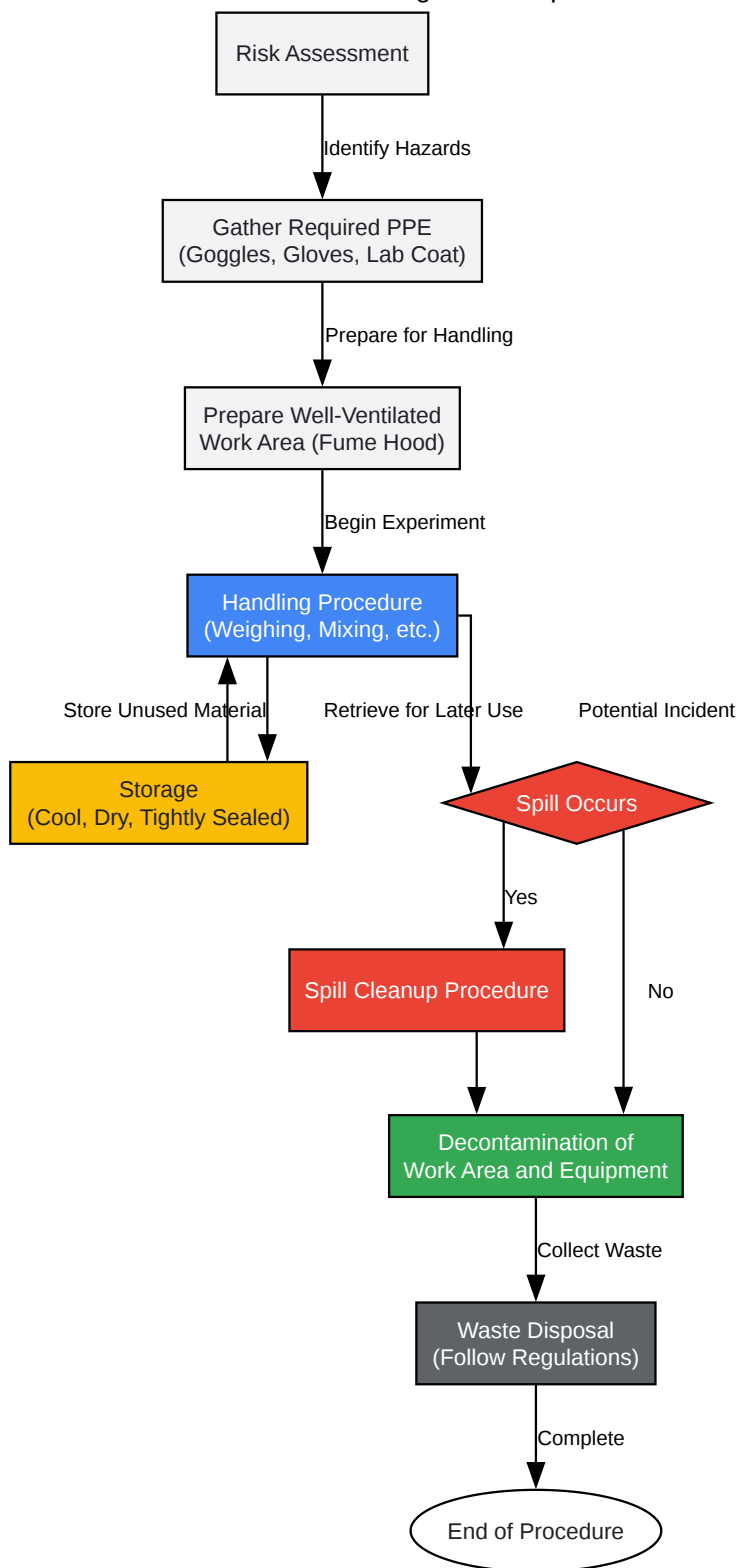 Risk Assessment
Identify Hazards
Gather Required PPE
(Goggles, Gloves, Lab Coat)
Prepare for Handling
Prepare Well-Ventilated
Work Area (Fume Hood)
Begin Experiment
Handling Procedure
(Weighing, Mixing, etc.)
Store Unused Material
Retrieve for Later Use
Potential Incident
Storage
(Cool, Dry, Tightly Sealed)
Spill Occurs
Yes
Spill Cleanup Procedure
No
Decontamination of
Work Area and Equipment
Collect Waste
Waste Disposal
(Follow Regulations)
Complete
End of Procedure